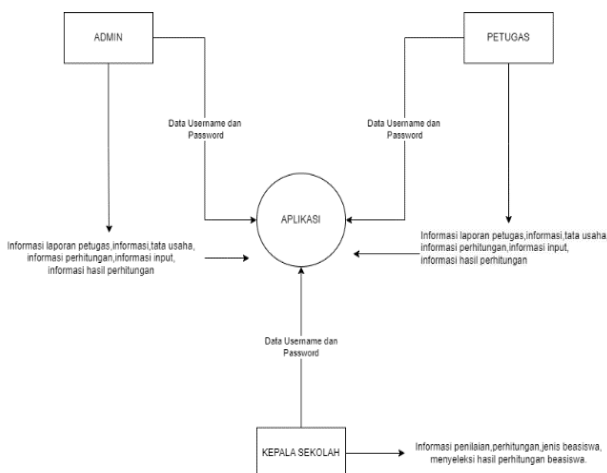 ADMIN
PETUGAS
Data Username dan
Password
Data Username dan
Password
APLIKASI
Informasi laporan petugas,informasi,tata usaha,
informasi perhitungan,informasi input,
informasi hasil perhitungan
Informasi laporan petugas,informasi,tata usaha
informasi perhitungan,informasi input,
informasi hasil perhitungan
Data Username dan
Password
KEPALA SEKOLAH
Informasi penilaian,perhitungan,jenis beasiswa,
menyeleksi hasil perhitungan beasiswa.